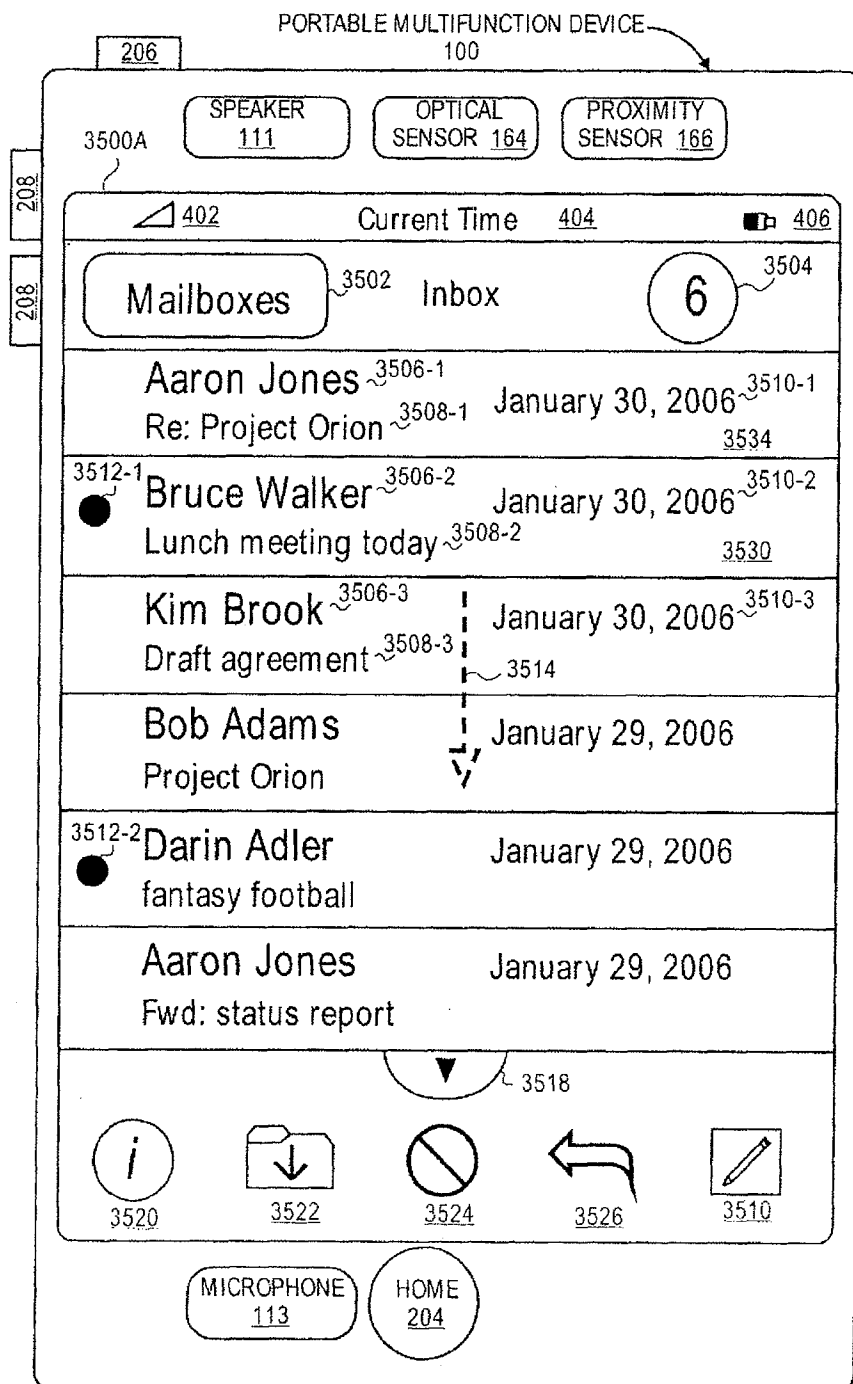 PORTABLE MULTIFUNCTION DEVICE
100
206
SPEAKER
111
OPTICAL
SENSOR 164
PROXIMITY
SENSOR 166
3500A
208
208
402
Current Time 404
406
Mailboxes
3502
Inbox
6
3504
Aaron Jones 3506-1
January 30, 2006 3510-1
Re: Project Orion 3508-1
3534
3512-1
Bruce Walker 3506-2
January 30, 2006 3510-2
Lunch meeting today 3508-2
3530
Kim Brook 3506-3
January 30, 2006 3510-3
Draft agreement 3508-3
3514
Bob Adams
January 29, 2006
Project Orion
3512-2
Darin Adler
January 29, 2006
fantasy football
Aaron Jones
January 29, 2006
Fwd: status report
3518
i
3520
3522
3524
3526
3510
MICROPHONE
113
HOME
204